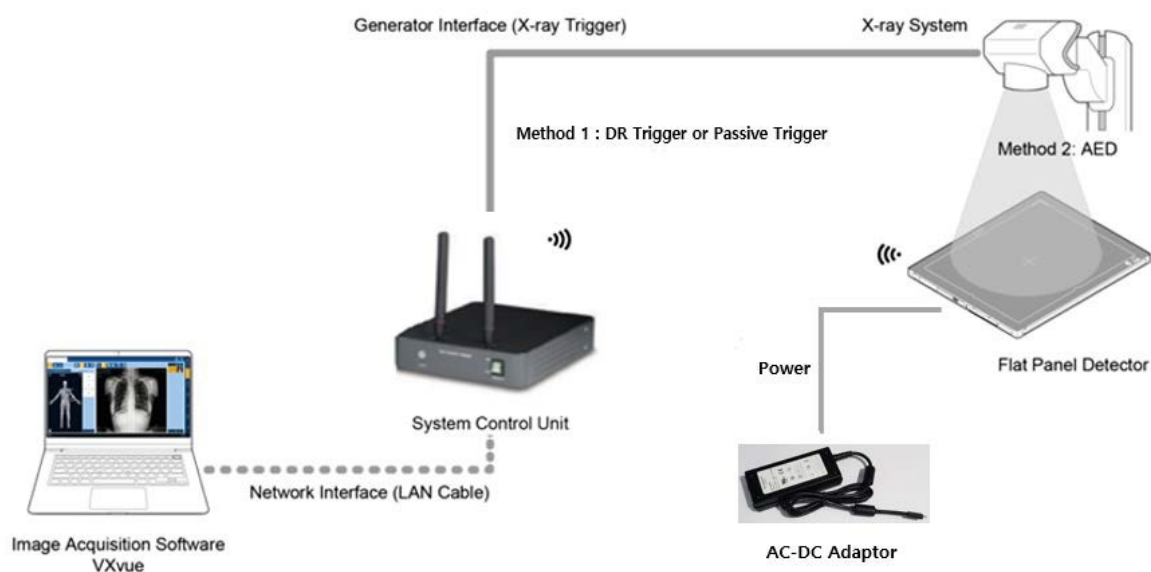 Generator Interface (X-ray Trigger)
X-ray System
Method 1 : DR Trigger or Passive Trigger
Method 2: AED
Power
Flat Panel Detector
System Control Unit
Network Interface (LAN Cable)
Image Acquisition Software
VXvue
AC-DC Adaptor